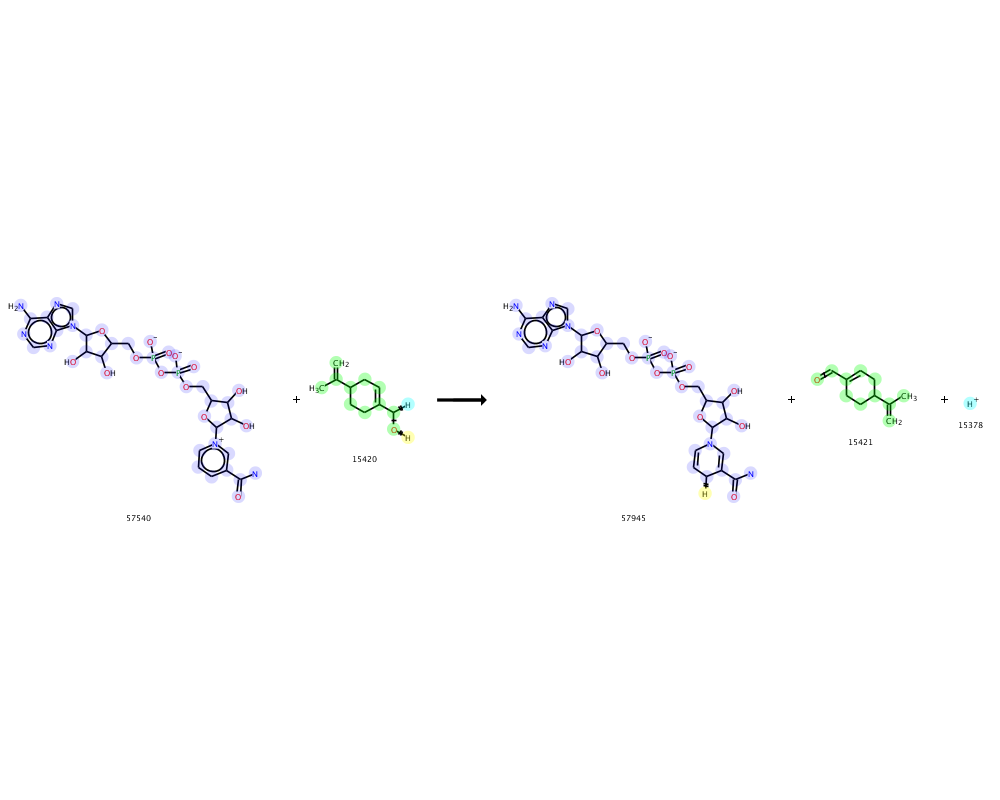 H₂N N N N N O HO OH O P O⁻ O O P O⁻ O O O OH OH N⁺ N O
57540
+
CH₂ H₃C H O H
15420
H₂N N N N N O HO OH O P O⁻ O O P O⁻ O O O OH OH N H N O
57945
+
O CH₃ CH₂
15421
+
H⁺
15378